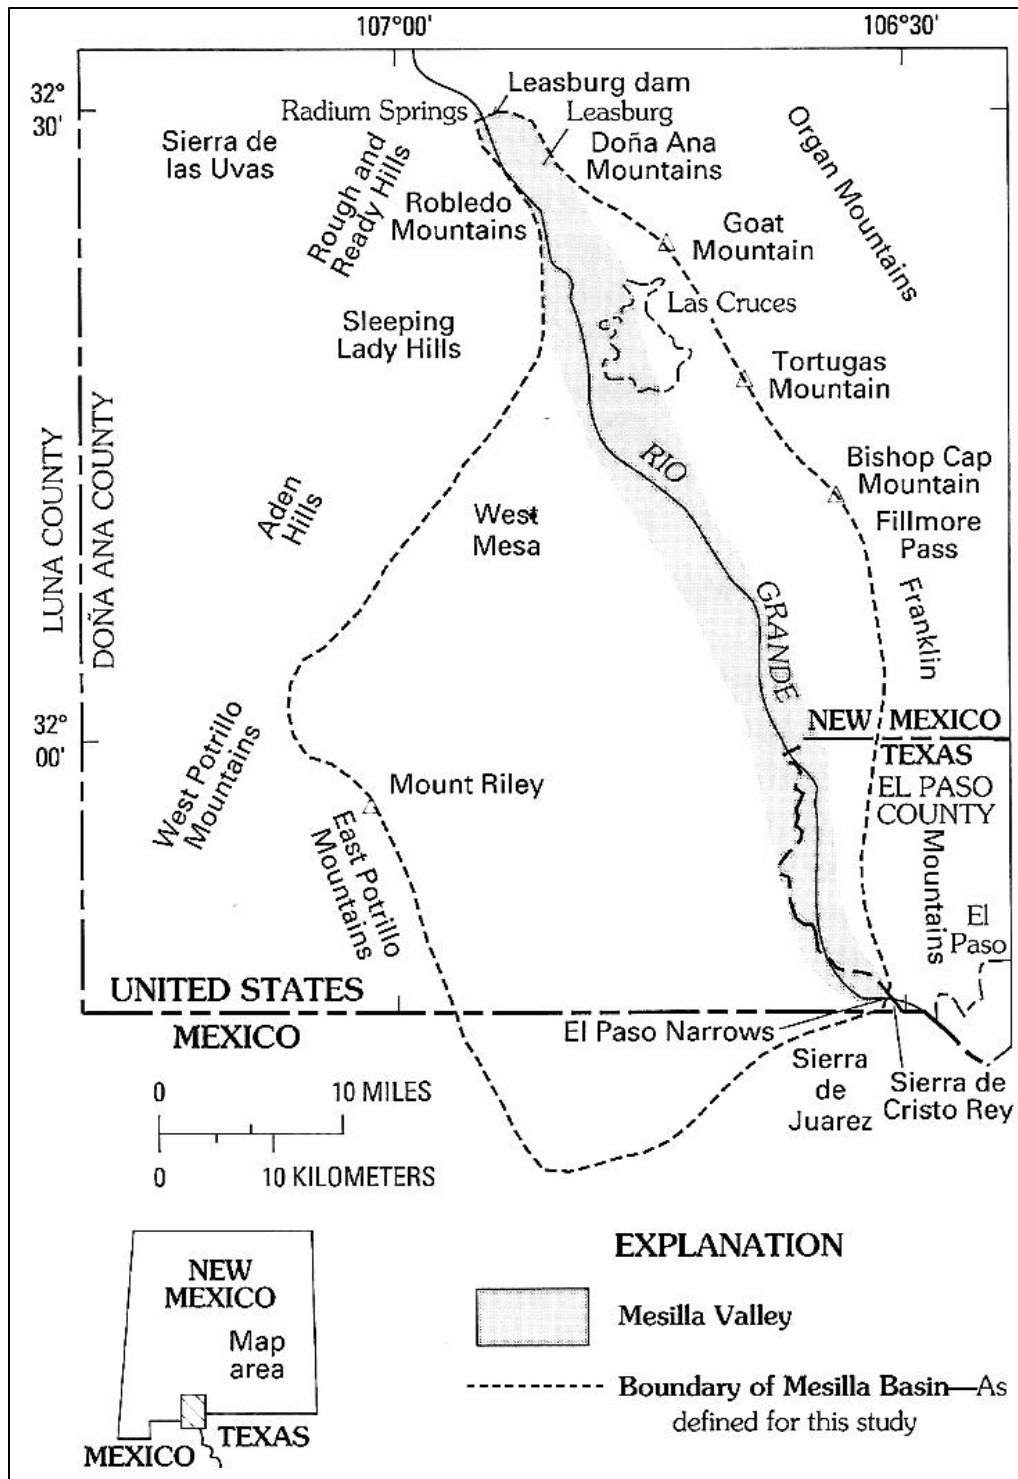 107°00'
106°30'
32°
30'
Leasburg dam
Radium Springs
Leasburg
Sierra de
las Uvas
Rough and
Ready Hills
Doña Ana
Mountains
Organ Mountains
Robledo
Mountains
Goat
Mountain
Las Cruces
Sleeping
Lady Hills
Tortugas
Mountain
LUNA COUNTY
DOÑA ANA COUNTY
RIO
GRANDE
Bishop Cap
Mountain
Aden
Hills
West
Mesa
Fillmore
Pass
Franklin
Mountains
32°
00'
NEW MEXICO
TEXAS
EL PASO
COUNTY
West Potrillo
Mountains
Mount Riley
East Potrillo
Mountains
El
Paso
UNITED STATES
MEXICO
El Paso Narrows
Sierra
de
Juarez
Sierra de
Cristo Rey
0 10 MILES
0 10 KILOMETERS
NEW
MEXICO
Map
area
TEXAS
MEXICO
EXPLANATION
Mesilla Valley
Boundary of Mesilla Basin—As
defined for this study